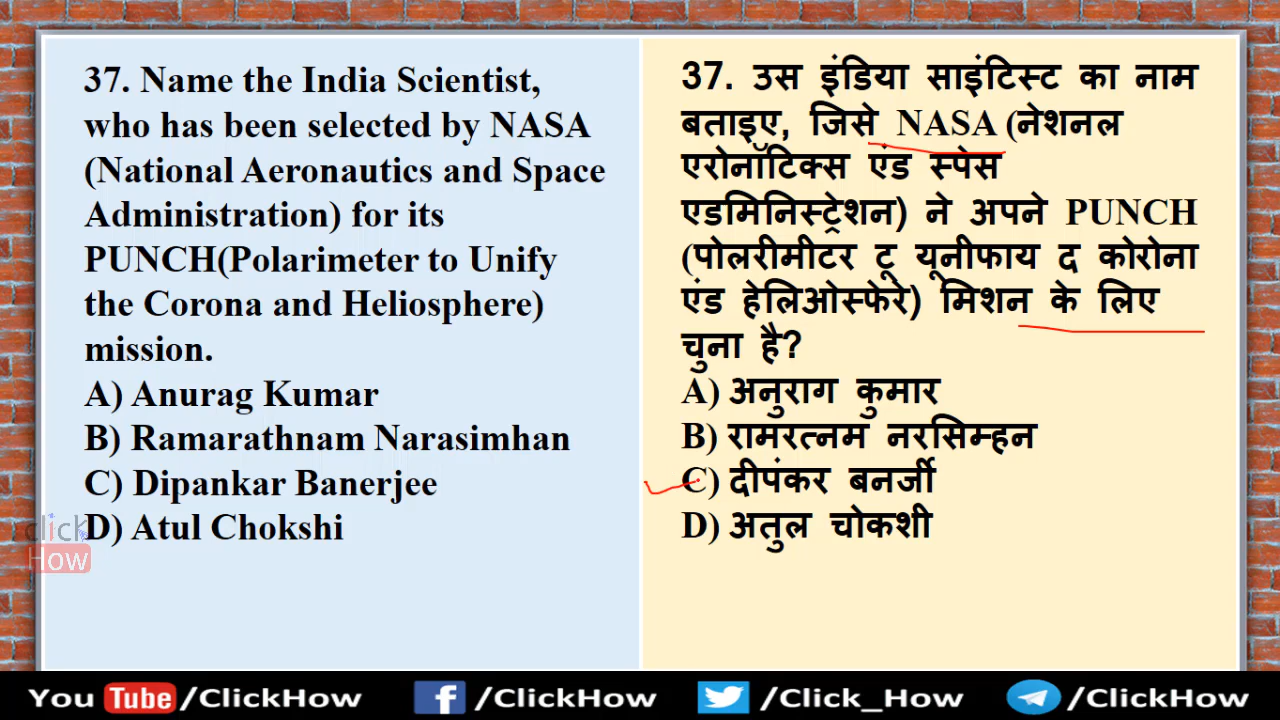 37. Name the India Scientist,
who has been selected by NASA
(National Aeronautics and Space
Administration) for its
PUNCH(Polarimeter to Unify
the Corona and Heliosphere)
mission.
A) Anurag Kumar
B) Ramarathnam Narasimhan
C) Dipankar Banerjee
D) Atul Chokshi
37. उस इंडिया साइंटिस्ट का नाम
बताइए, जिसे NASA (नेशनल
एरोनॉटिक्स एंड स्पेस
एडमिनिस्ट्रेशन) ने अपने PUNCH
(पोलरीमीटर टू यूनीफाय द कोरोना
एंड हेलिओस्फेरे) मिशन के लिए
चुना है?
A) अनुराग कुमार
B) रामरत्नम नरसिम्हन
C) दीपंकर बनर्जी
D) अतुल चोकशी
click
How
You Tube /ClickHow
f /ClickHow
/Click_How
/ClickHow